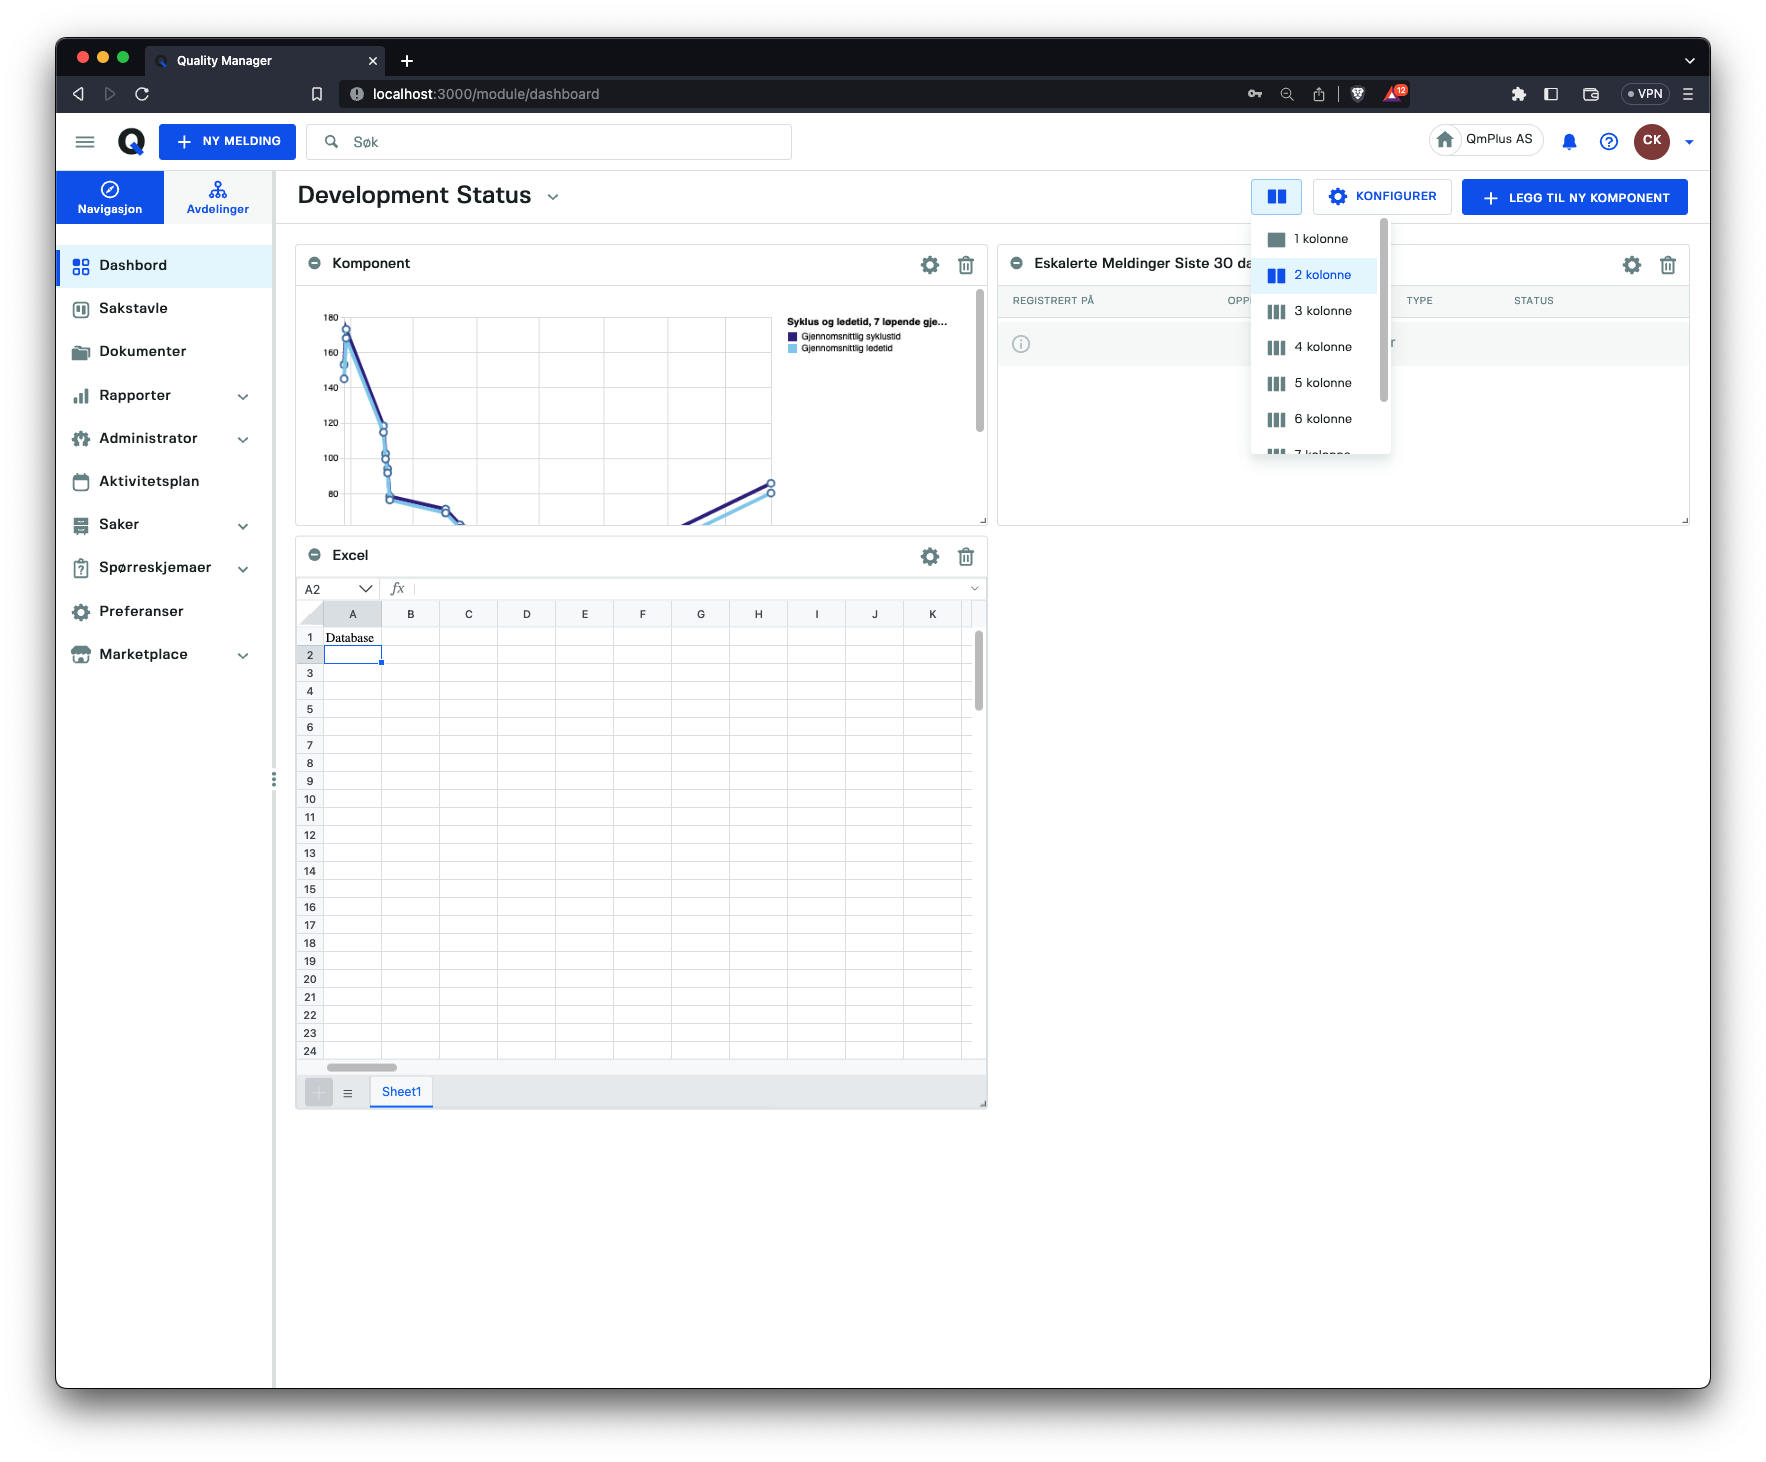 Quality Manager
localhost:3000/module/dashboard
12
VPN
NY MELDING
Søk
QmPlus AS
CK
Navigasjon
Avdelinger
Development Status
KONFIGURER
LEGG TIL NY KOMPONENT
Dashbord
Sakstavle
Dokumenter
Rapporter
Administrator
Aktivitetsplan
Saker
Spørreskjemaer
Preferanser
Marketplace
1 kolonne
2 kolonne
3 kolonne
4 kolonne
5 kolonne
6 kolonne
7 kolonne
Komponent
180
160
140
120
100
80
Syklus og ledetid, 7 løpende gje...
Gjennomsnittlig syklustid
Gjennomsnittlig ledetid
Eskalerte Meldinger Siste 30 da
REGISTRERT PÅ
TYPE
STATUS
Excel
A2
fx
A B C D E F G H I J K
1 Database
2
3
4
5
6
7
8
9
10
11
12
13
14
15
16
17
18
19
20
21
22
23
24
Sheet1